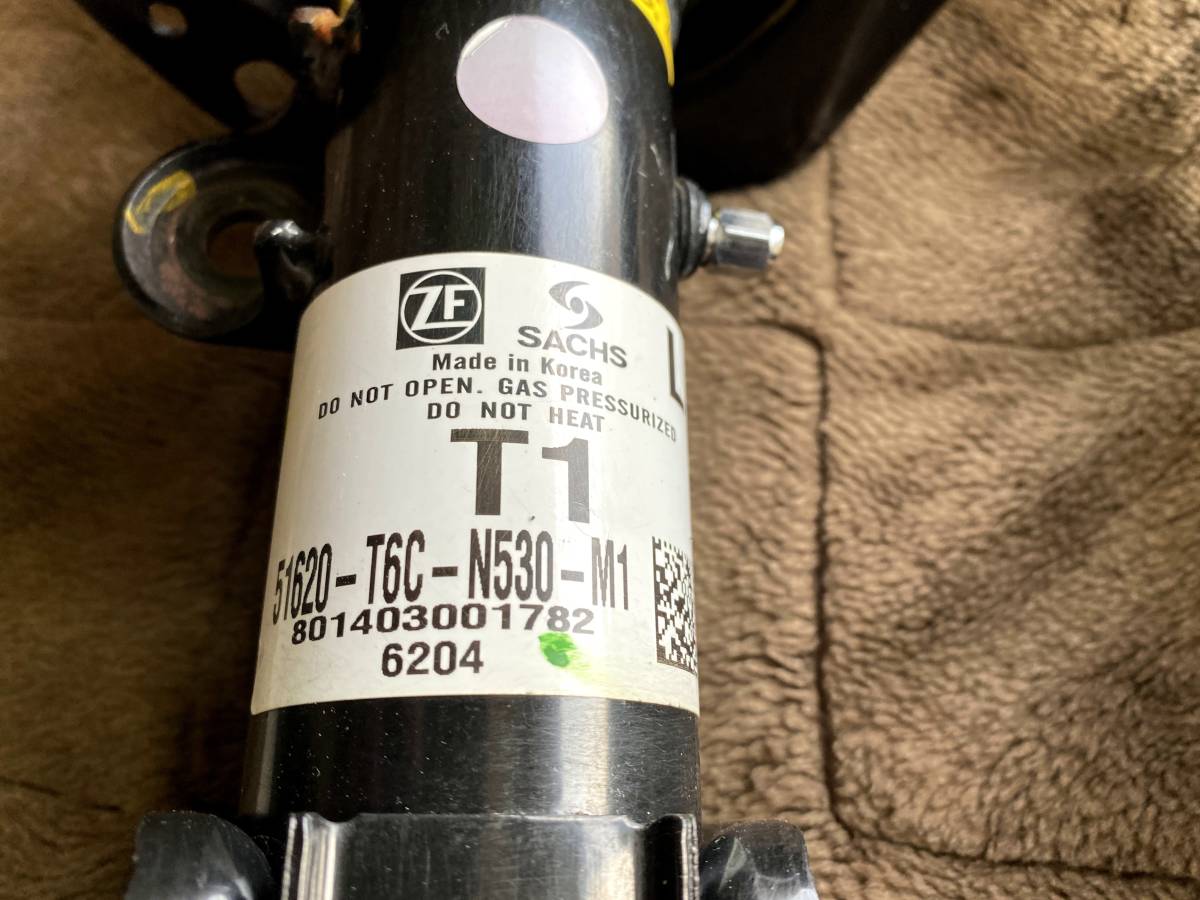 ZF
SACHS
L
Made in Korea
DO NOT OPEN. GAS PRESSURIZED
DO NOT HEAT
T1
51620-T6C-N530-M1
801403001782
6204